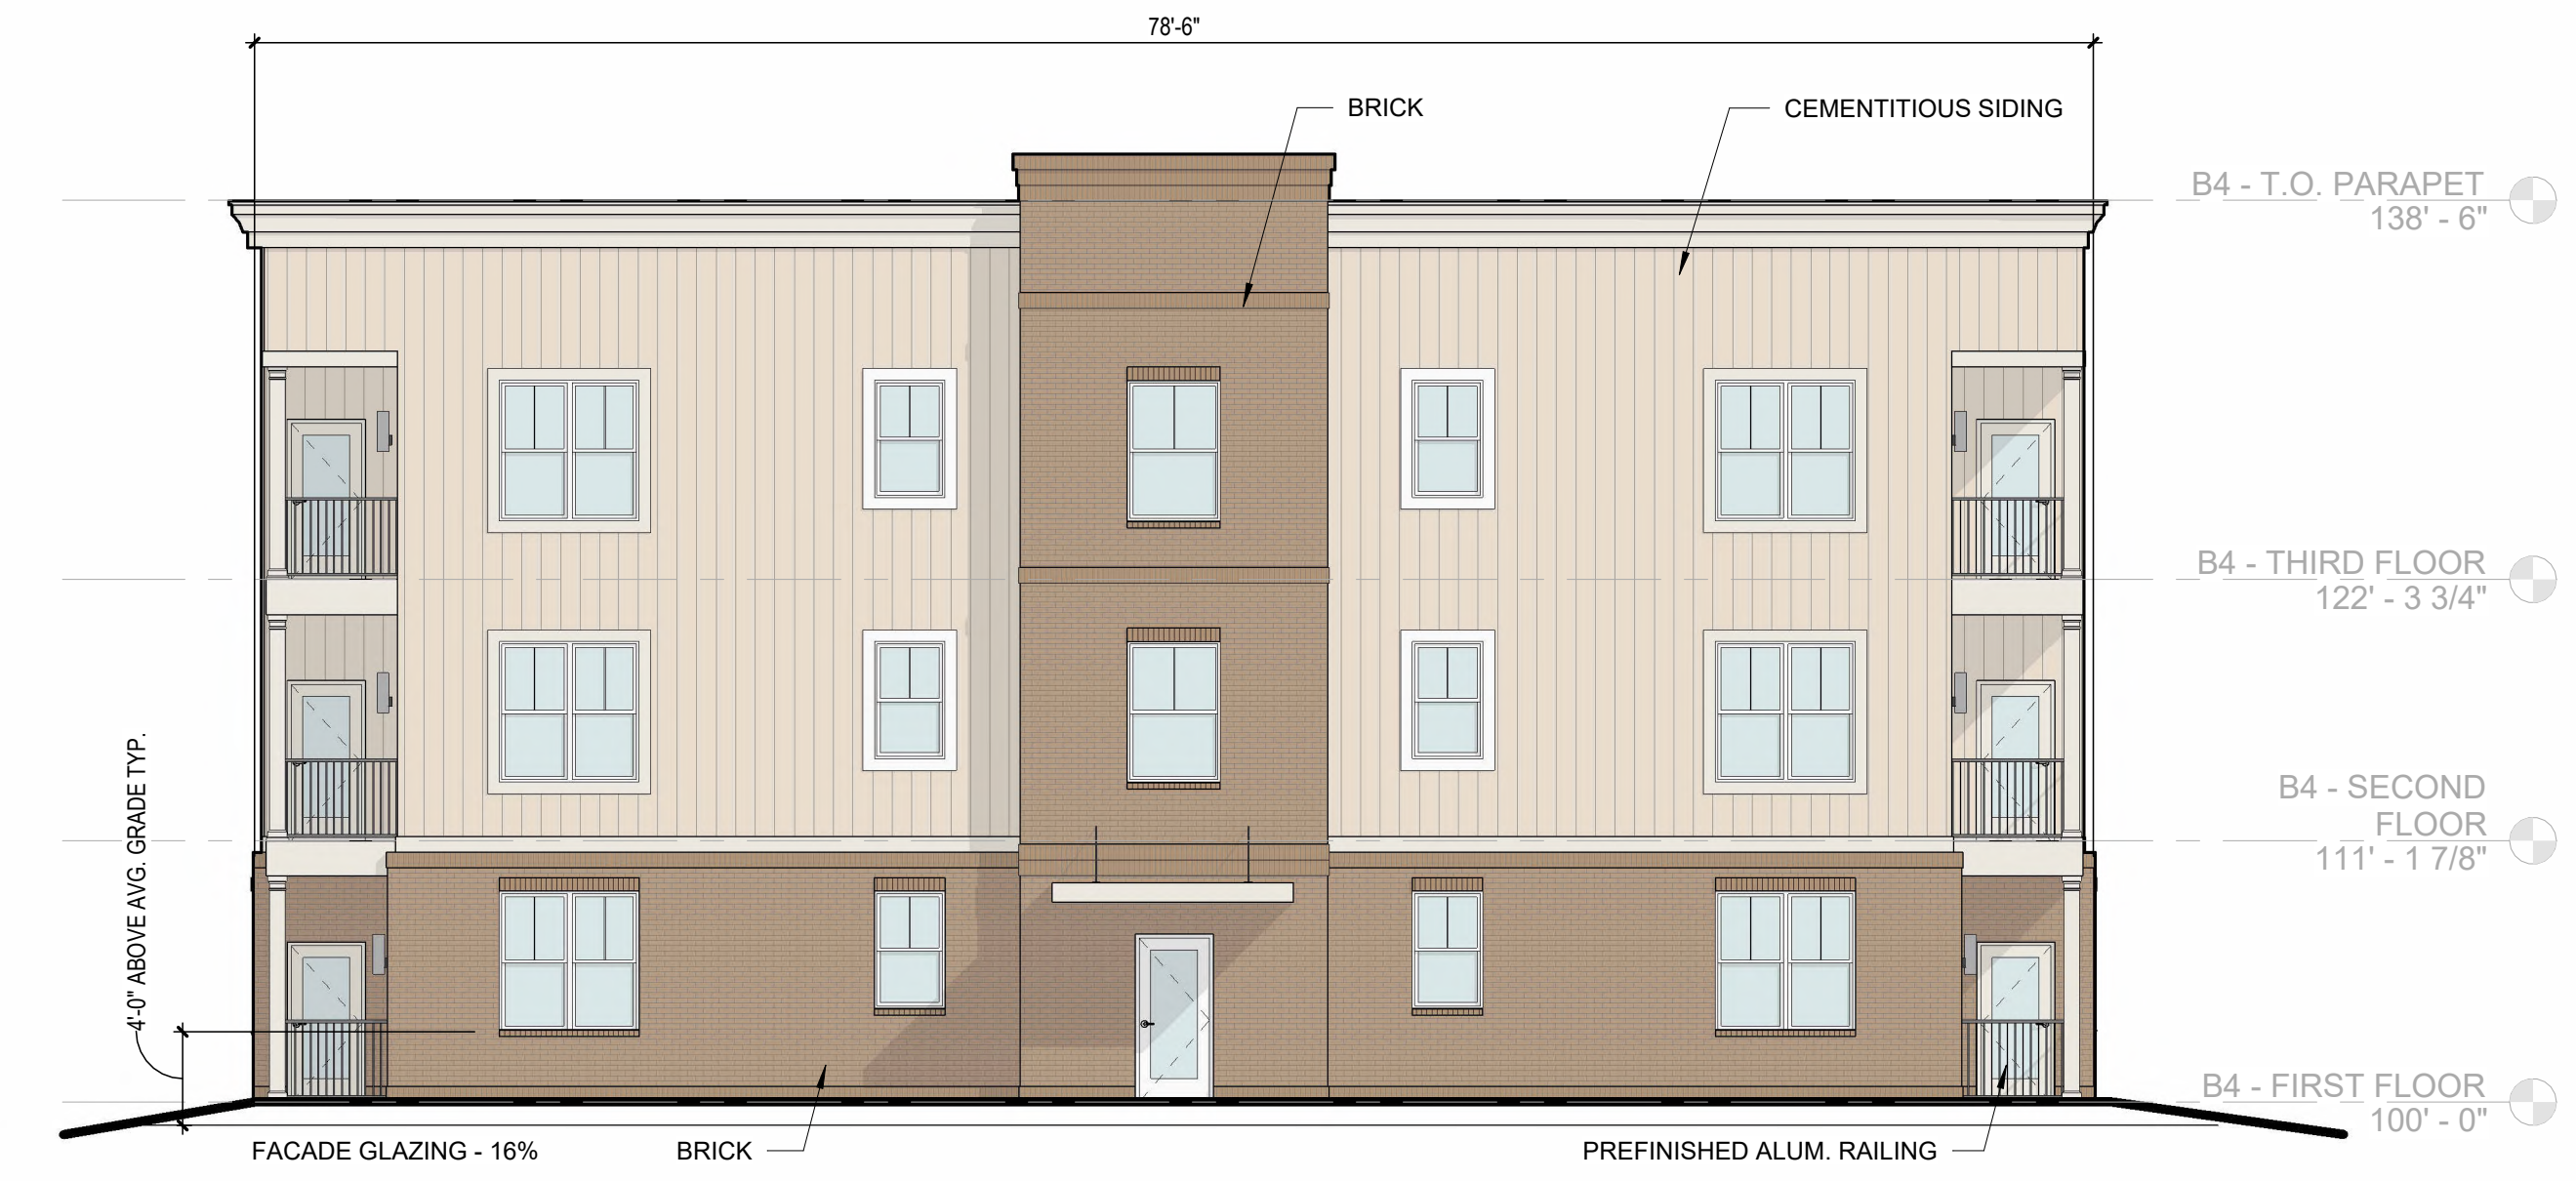 78'-6"
BRICK
CEMENTITIOUS SIDING
B4 - T.O. PARAPET
138' - 6"
B4 - THIRD FLOOR
122' - 3 3/4"
B4 - SECOND
FLOOR
111' - 1 7/8"
4'-0" ABOVE AVG. GRADE TYP.
B4 - FIRST FLOOR
100' - 0"
FACADE GLAZING - 16%
BRICK
PREFINISHED ALUM. RAILING